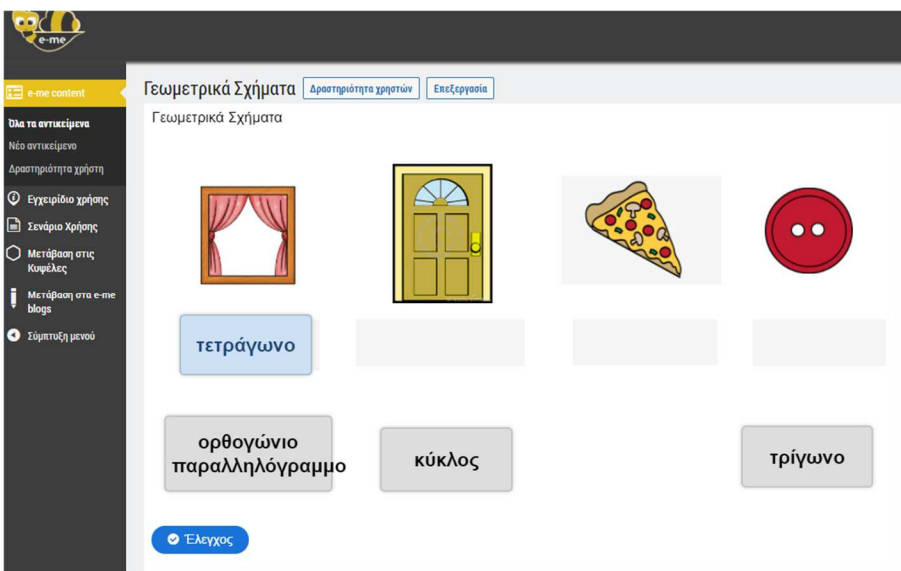 e-me
e-me content
Όλα τα αντικείμενα
Νέο αντικείμενο
Δραστηριότητα χρήστη
Εγχειρίδιο χρήσης
Σενάριο Χρήσης
Μετάβαση στις
Κυψέλες
Μετάβαση στα e-me
blogs
Σύμπτυξη μενού
Γεωμετρικά Σχήματα Δραστηριότητα χρηστών Επεξεργασία
Γεωμετρικά Σχήματα
τετράγωνο
ορθογώνιο
παραλληλόγραμμο
κύκλος
τρίγωνο
Έλεγχος